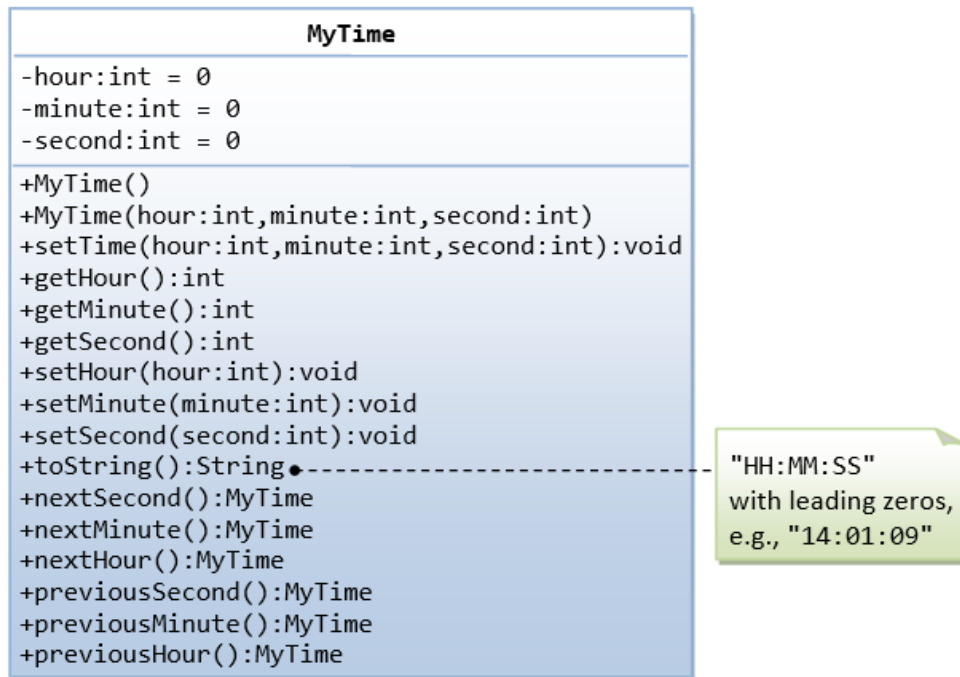 MyTime
-hour:int = 0
-minute:int = 0
-second:int = 0
+MyTime()
+MyTime(hour:int,minute:int,second:int)
+setTime(hour:int,minute:int,second:int):void
+getHour():int
+getMinute():int
+getSecond():int
+setHour(hour:int):void
+setMinute(minute:int):void
+setSecond(second:int):void
+toString():String
+nextSecond():MyTime
+nextMinute():MyTime
+nextHour():MyTime
+previousSecond():MyTime
+previousMinute():MyTime
+previousHour():MyTime
"HH:MM:SS"
with leading zeros,
e.g., "14:01:09"